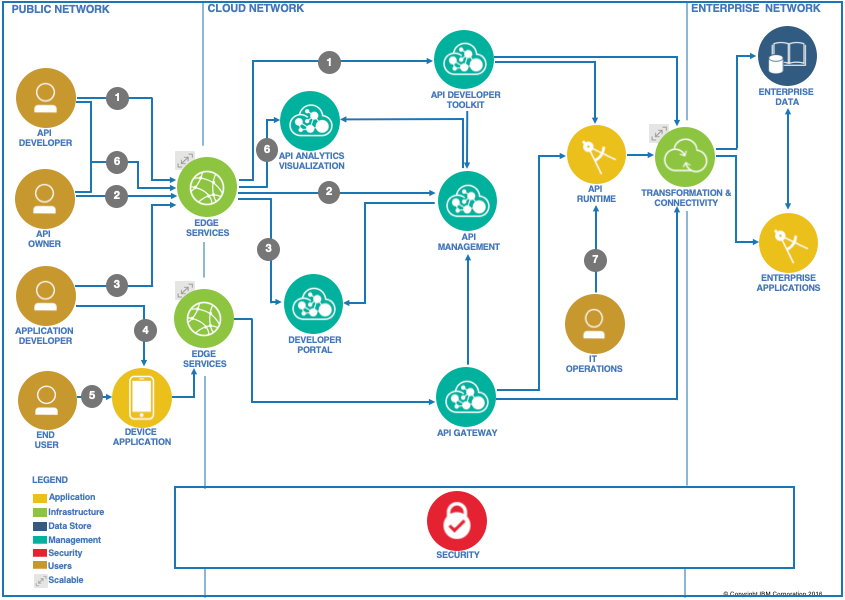 PUBLIC NETWORK
CLOUD NETWORK
ENTERPRISE NETWORK
1
API DEVELOPER
TOOLKIT
ENTERPRISE
DATA
API
DEVELOPER
1
6
API ANALYTICS
VISUALIZATION
6
2
2
API
OWNER
EDGE
SERVICES
API
MANAGEMENT
API
RUNTIME
TRANSFORMATION &
CONNECTIVITY
3
7
ENTERPRISE
APPLICATIONS
3
APPLICATION
DEVELOPER
4
EDGE
SERVICES
DEVELOPER
PORTAL
IT
OPERATIONS
5
END
USER
DEVICE
APPLICATION
API GATEWAY
LEGEND
Application
Infrastructure
Data Store
Management
Security
Users
Scalable
SECURITY
© Copyright IBM Corporation 2016